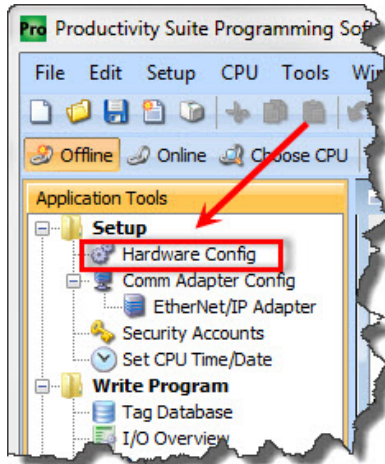 Pro Productivity Suite Programming Sof
File Edit Setup CPU Tools Win
Offline Online Choose CPU
Application Tools
Setup
Hardware Config
Comm Adapter Config
EtherNet/IP Adapter
Security Accounts
Set CPU Time/Date
Write Program
Tag Database
I/O Overview